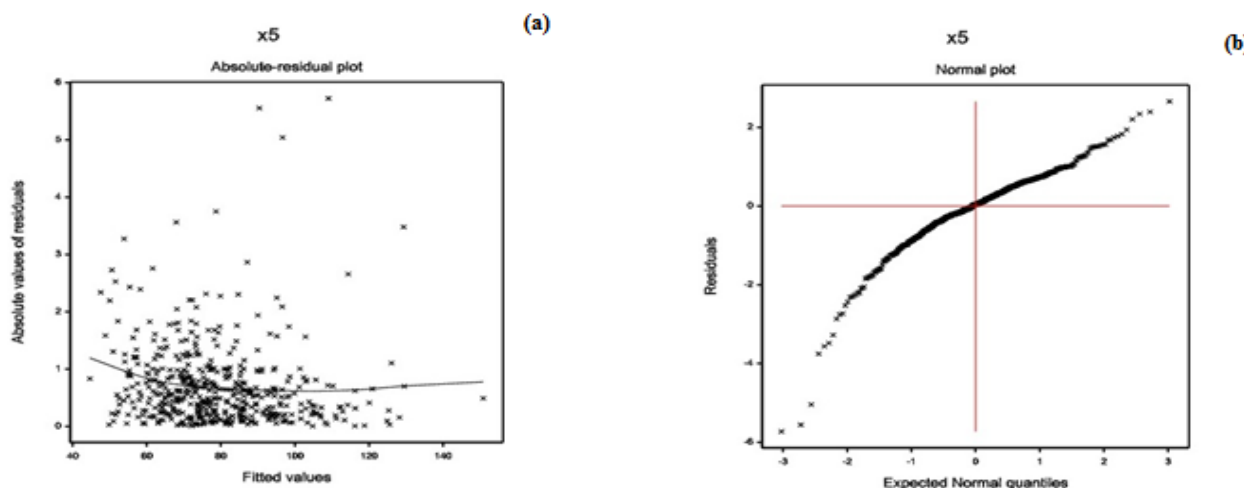 x5
(a)
Absolute-residual plot
6
5
4
3
2
1
0
Absolute values of residuals
40 60 80 100 120 140
Fitted values
x5
(b)
Normal plot
2
0
-2
-4
-6
Residuals
-3 -2 -1 0 1 2 3
Expected Normal quantiles